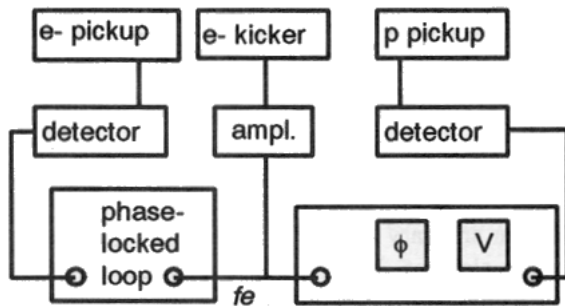 e- pickup
e- kicker
p pickup
detector
ampl.
detector
phase-
locked
loop
fe
ϕ
V